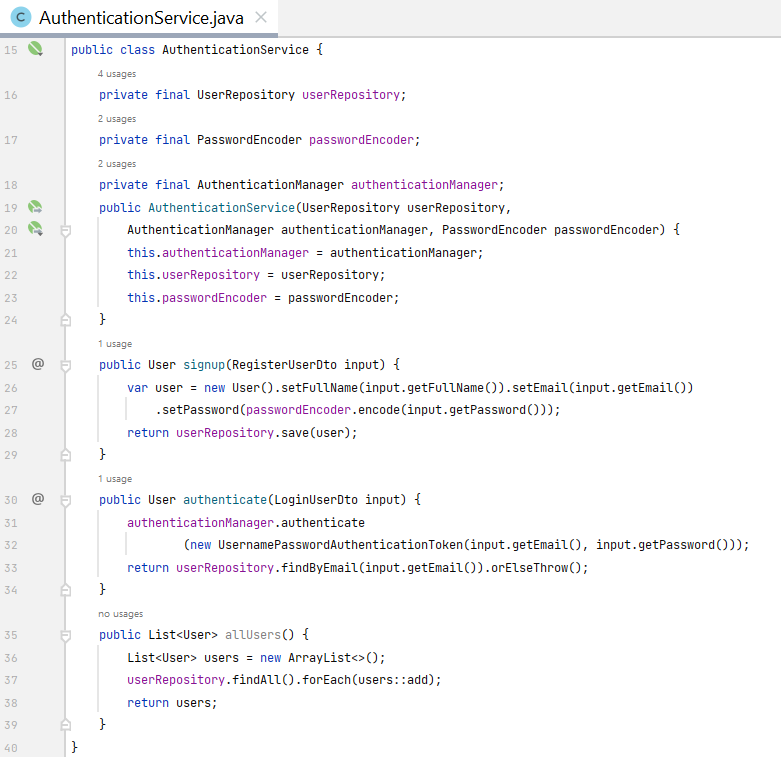 C AuthenticationService.java
15 public class AuthenticationService {
4 usages
16 private final UserRepository userRepository;
2 usages
17 private final PasswordEncoder passwordEncoder;
2 usages
18 private final AuthenticationManager authenticationManager;
19 public AuthenticationService(UserRepository userRepository,
20 AuthenticationManager authenticationManager, PasswordEncoder passwordEncoder) {
21 this.authenticationManager = authenticationManager;
22 this.userRepository = userRepository;
23 this.passwordEncoder = passwordEncoder;
24 }
1 usage
25 @ public User signup(RegisterUserDto input) {
26 var user = new User().setFullName(input.getFullName()).setEmail(input.getEmail())
27 .setPassword(passwordEncoder.encode(input.getPassword()));
28 return userRepository.save(user);
29 }
1 usage
30 @ public User authenticate(LoginUserDto input) {
31 authenticationManager.authenticate
32 (new UsernamePasswordAuthenticationToken(input.getEmail(), input.getPassword()));
33 return userRepository.findByEmail(input.getEmail()).orElseThrow();
34 }
no usages
35 public List<User> allUsers() {
36 List<User> users = new ArrayList<>();
37 userRepository.findAll().forEach(users::add);
38 return users;
39 }
40 }